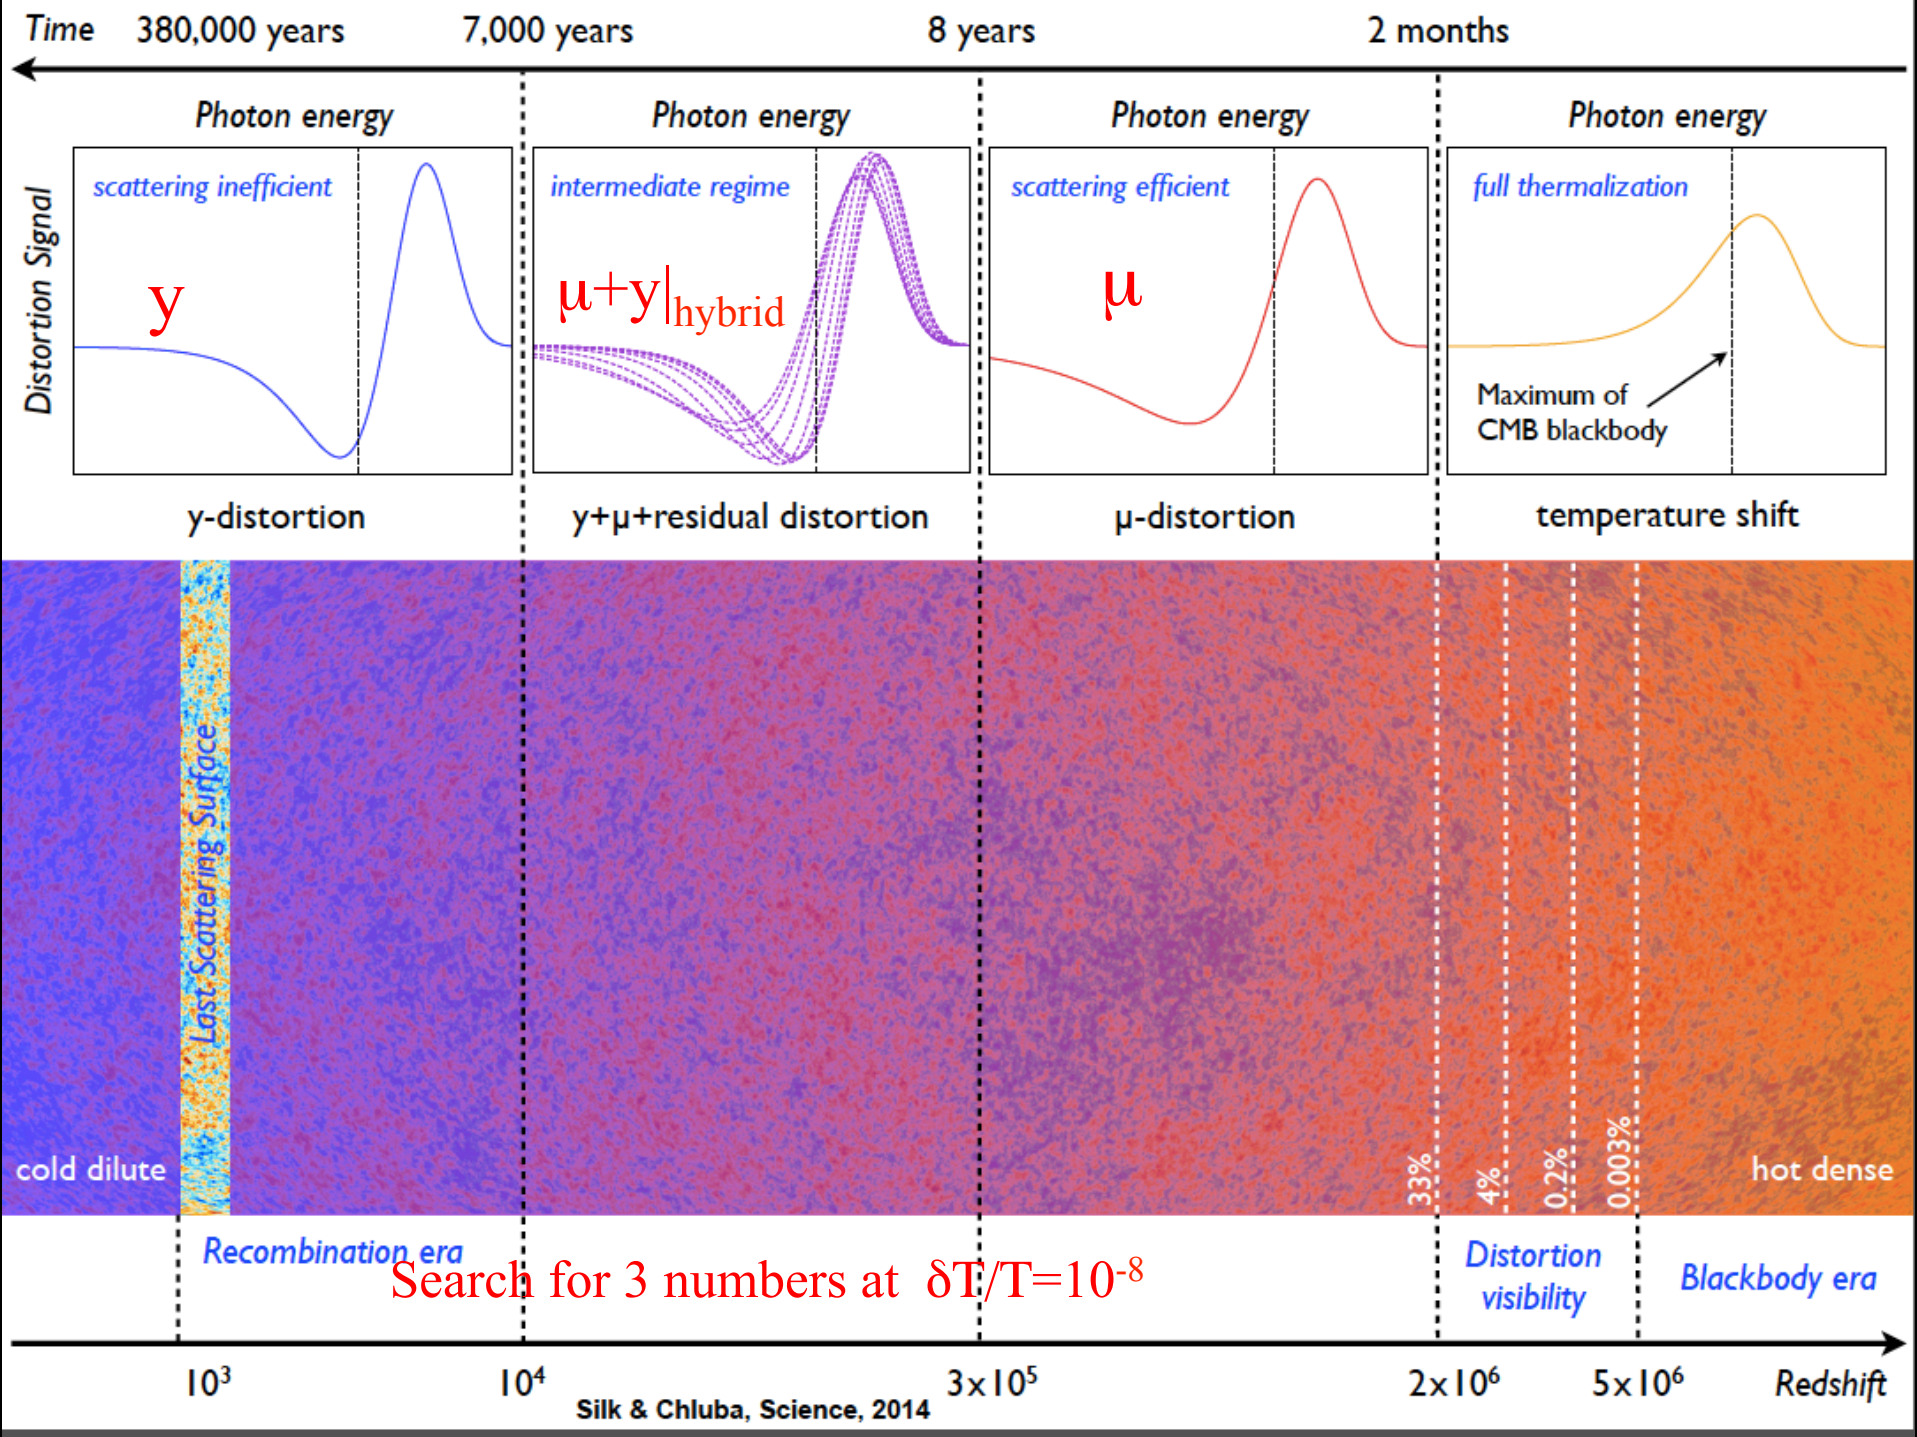 Time 380,000 years 7,000 years 8 years 2 months
Photon energy Photon energy Photon energy Photon energy
Distortion Signal
scattering inefficient
y
intermediate regime
μ+y|hybrid
scattering efficient
μ
full thermalization
Maximum of
CMB blackbody
y-distortion y+μ+residual distortion μ-distortion temperature shift
Last Scattering Surface
cold dilute
33% 4% 0.2% 0.003%
hot dense
Recombination era
Search for 3 numbers at δT/T=10⁻⁸
Distortion
visibility
Blackbody era
10³ 10⁴ 3x10⁵ 2x10⁶ 5x10⁶ Redshift
Silk & Chluba, Science, 2014